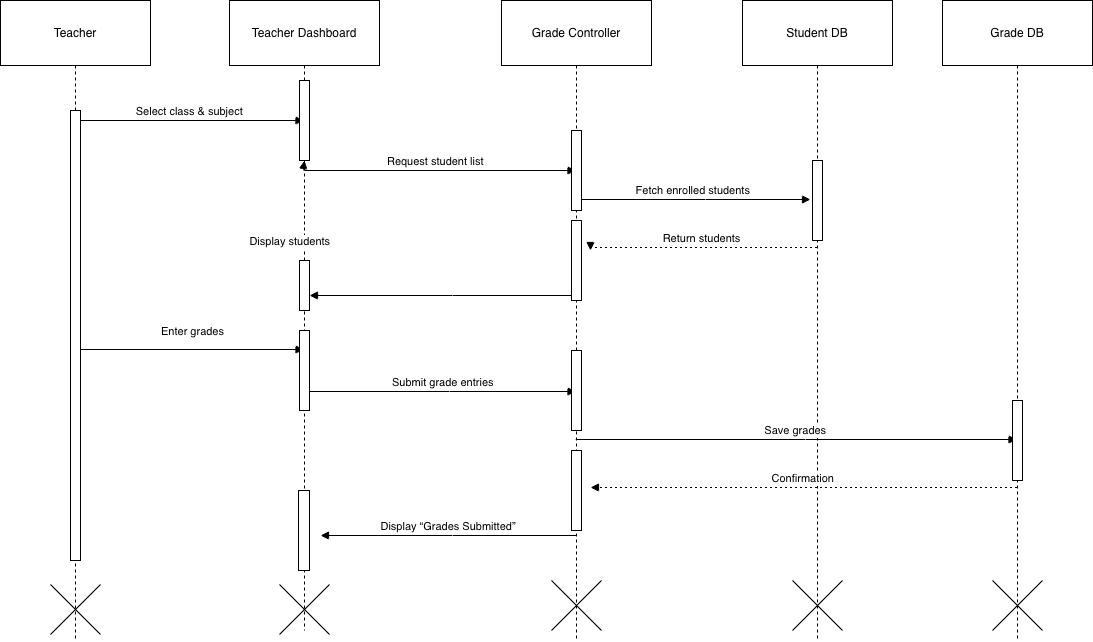 Teacher
Teacher Dashboard
Grade Controller
Student DB
Grade DB
Select class & subject
Request student list
Fetch enrolled students
Return students
Display students
Enter grades
Submit grade entries
Save grades
Confirmation
Display “Grades Submitted”